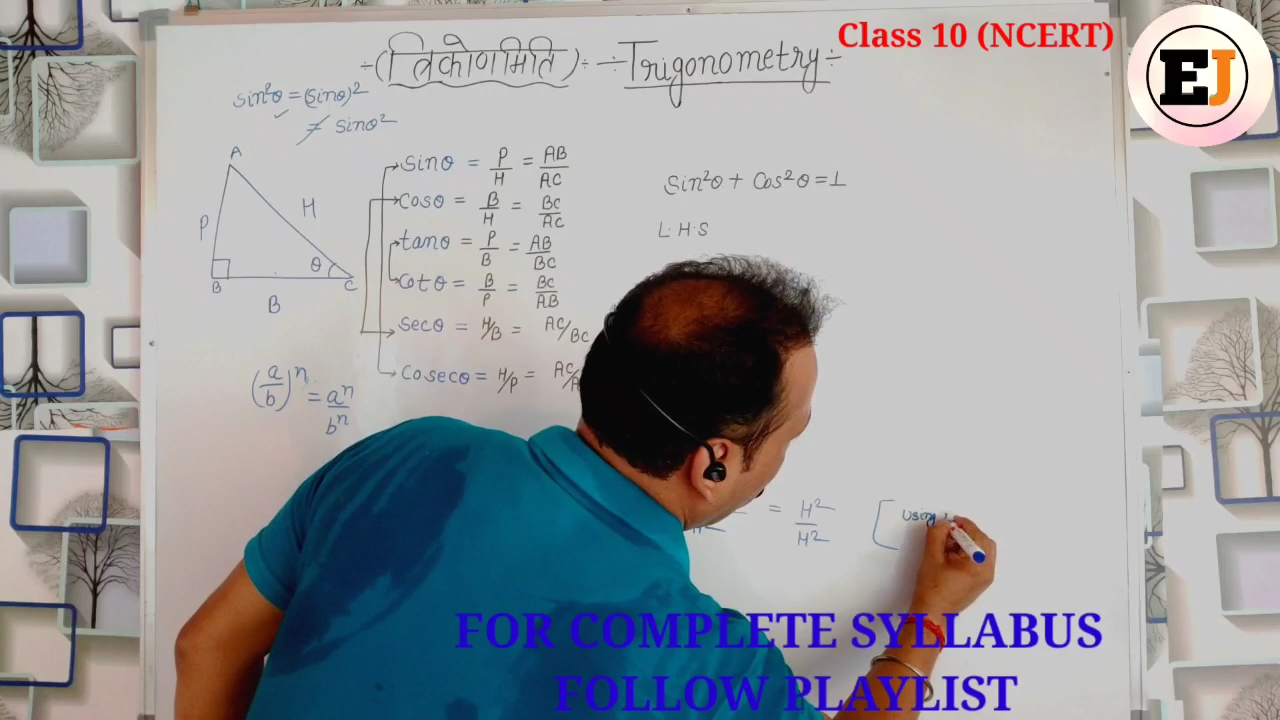 Class 10 (NCERT)
EJ
÷(त्रिकोणमिति)÷ ÷Trigonometry÷
sin²θ = (sinθ)²
≠ sinθ²
A
P
H
θ
B
C
B
sinθ = P/H = AB/AC
cosθ = B/H = BC/AC
tanθ = P/B = AB/BC
cotθ = B/P = BC/AB
secθ = H/B = AC/BC
cosecθ = H/P = AC/A
(a/b)ⁿ = aⁿ/bⁿ
Sin²θ + Cos²θ = 1
L.H.S
= H²/H² [using
FOR COMPLETE SYLLABUS
FOLLOW PLAYLIST